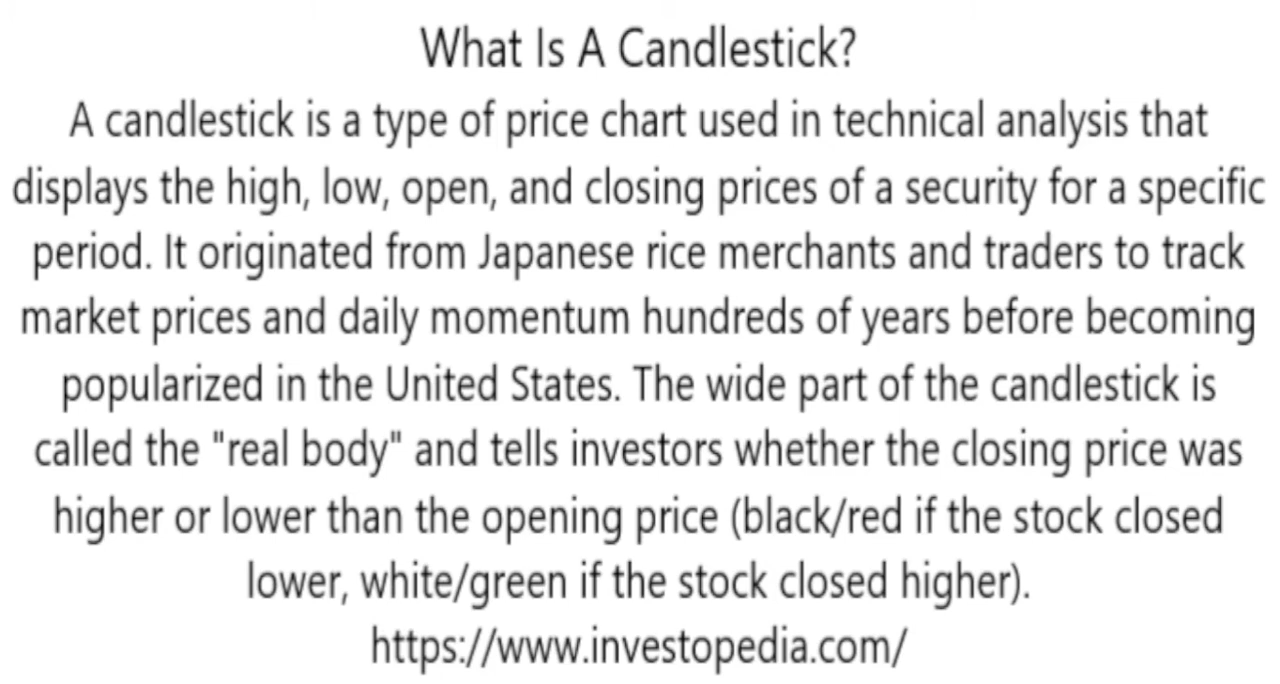 What Is A Candlestick?
A candlestick is a type of price chart used in technical analysis that
displays the high, low, open, and closing prices of a security for a specific
period. It originated from Japanese rice merchants and traders to track
market prices and daily momentum hundreds of years before becoming
popularized in the United States. The wide part of the candlestick is
called the "real body" and tells investors whether the closing price was
higher or lower than the opening price (black/red if the stock closed
lower, white/green if the stock closed higher).
https://www.investopedia.com/